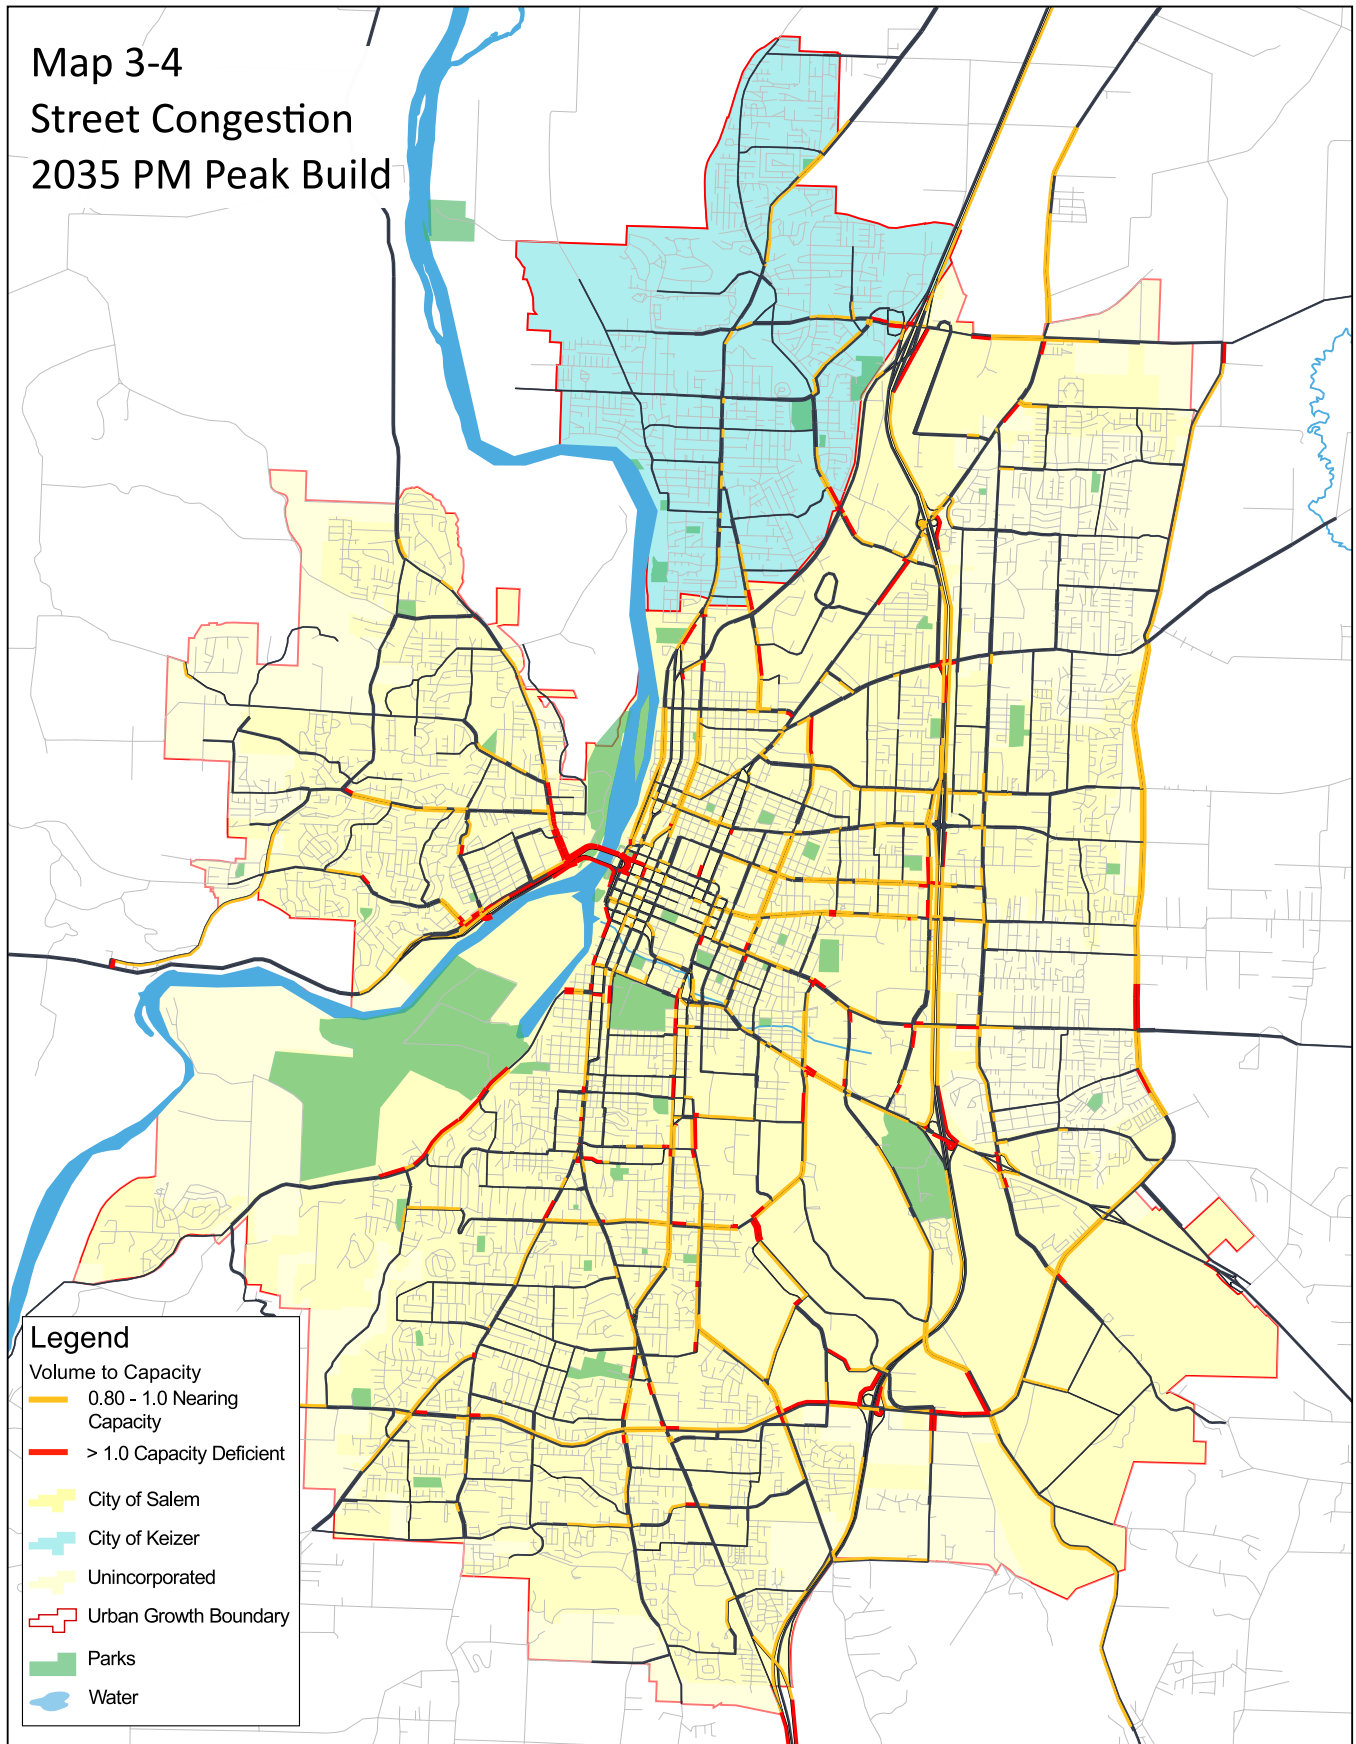 Map 3-4
Street Congestion
2035 PM Peak Build
Legend
Volume to Capacity
0.80 - 1.0 Nearing
Capacity
> 1.0 Capacity Deficient
City of Salem
City of Keizer
Unincorporated
Urban Growth Boundary
Parks
Water